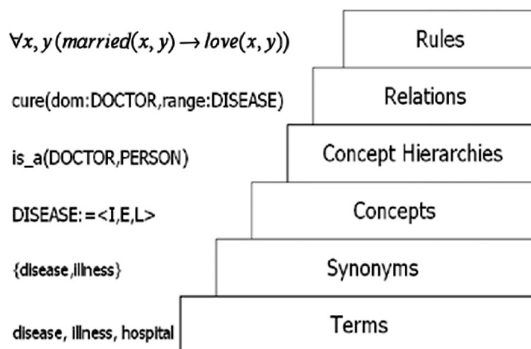 ∀x, y (married(x, y) → love(x, y)) Rules
cure(dom:DOCTOR,range:DISEASE) Relations
is_a(DOCTOR,PERSON) Concept Hierarchies
DISEASE:=<I,E,L> Concepts
{disease,illness} Synonyms
disease, illness, hospital Terms